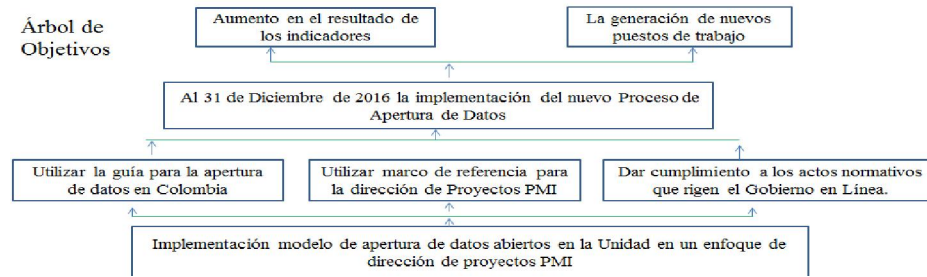 Árbol de
Objetivos
Aumento en el resultado de
los indicadores
La generación de nuevos
puestos de trabajo
Al 31 de Diciembre de 2016 la implementación del nuevo Proceso de
Apertura de Datos
Utilizar la guía para la apertura
de datos en Colombia
Utilizar marco de referencia para
la dirección de Proyectos PMI
Dar cumplimiento a los actos normativos
que rigen el Gobierno en Línea.
Implementación modelo de apertura de datos abiertos en la Unidad en un enfoque de
dirección de proyectos PMI